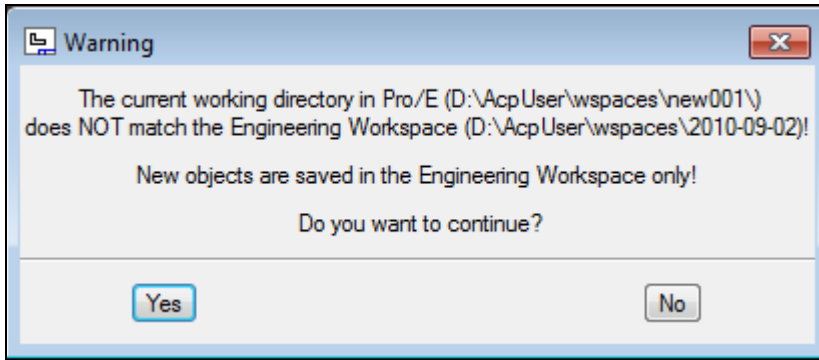 Warning
The current working directory in Pro/E (D:\AcpUser\wspaces\new001\)
does NOT match the Engineering Workspace (D:\AcpUser\wspaces\2010-09-02)!
New objects are saved in the Engineering Workspace only!
Do you want to continue?
Yes No